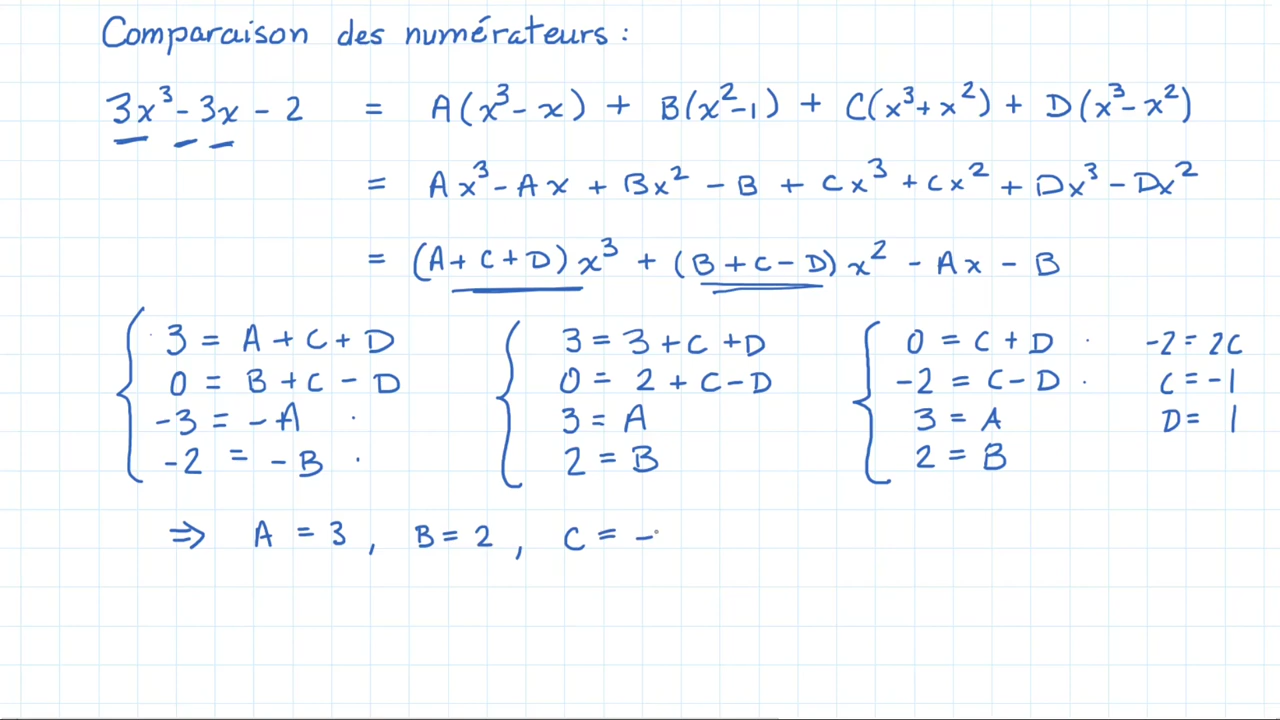 Comparaison des numérateurs :
3x³ - 3x - 2 = A(x³ - x) + B(x² - 1) + C(x³ + x²) + D(x³ - x²)
= Ax³ - Ax + Bx² - B + Cx³ + Cx² + Dx³ - Dx²
= (A + C + D)x³ + (B + C - D)x² - Ax - B
3 = A + C + D 3 = 3 + C + D 0 = C + D -2 = 2C
0 = B + C - D 0 = 2 + C - D -2 = C - D C = -1
-3 = -A 3 = A 3 = A D = 1
-2 = -B 2 = B 2 = B
⇒ A = 3 , B = 2 , C = -